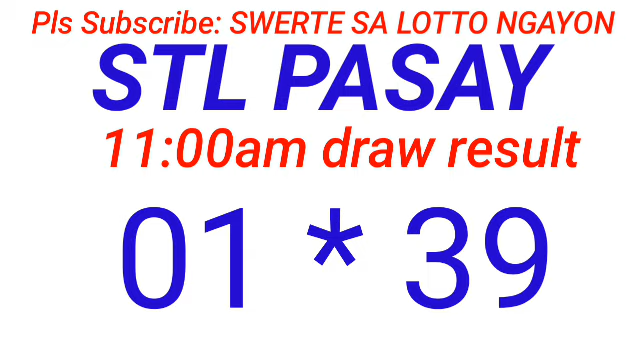 Pls Subscribe: SWERTE SA LOTTO NGAYON
STL PASAY
11:00am draw result
01 * 39